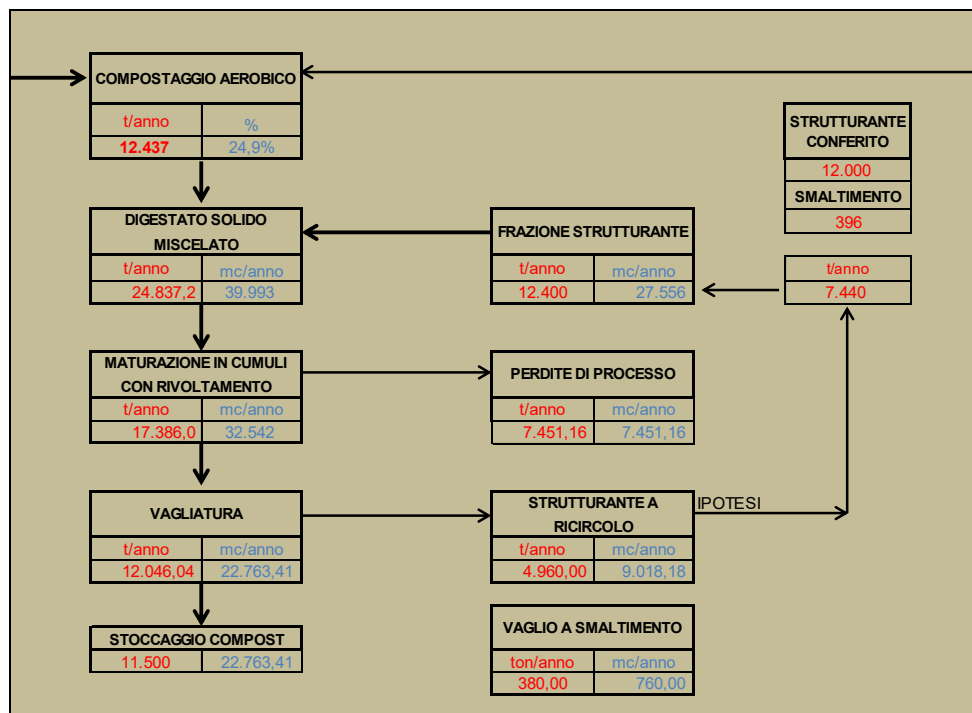 COMPOSTAGGIO AEROBICO
t/anno %
12.437 24,9%
STRUTTURANTE
CONFERITO
12.000
SMALTIMENTO
396
DIGESTATO SOLIDO
MISCELATO
t/anno mc/anno
24.837,2 39.993
FRAZIONE STRUTTURANTE
t/anno mc/anno
12.400 27.556
t/anno
7.440
MATURAZIONE IN CUMULI
CON RIVOLTAMENTO
t/anno mc/anno
17.386,0 32.542
PERDITE DI PROCESSO
t/anno mc/anno
7.451,16 7.451,16
VAGLIATURA
t/anno mc/anno
12.046,04 22.763,41
STRUTTURANTE A
RICIRCOLO
t/anno mc/anno
4.960,00 9.018,18
IPOTESI
STOCCAGGIO COMPOST
11.500 22.763,41
VAGLIO A SMALTIMENTO
ton/anno mc/anno
380,00 760,00